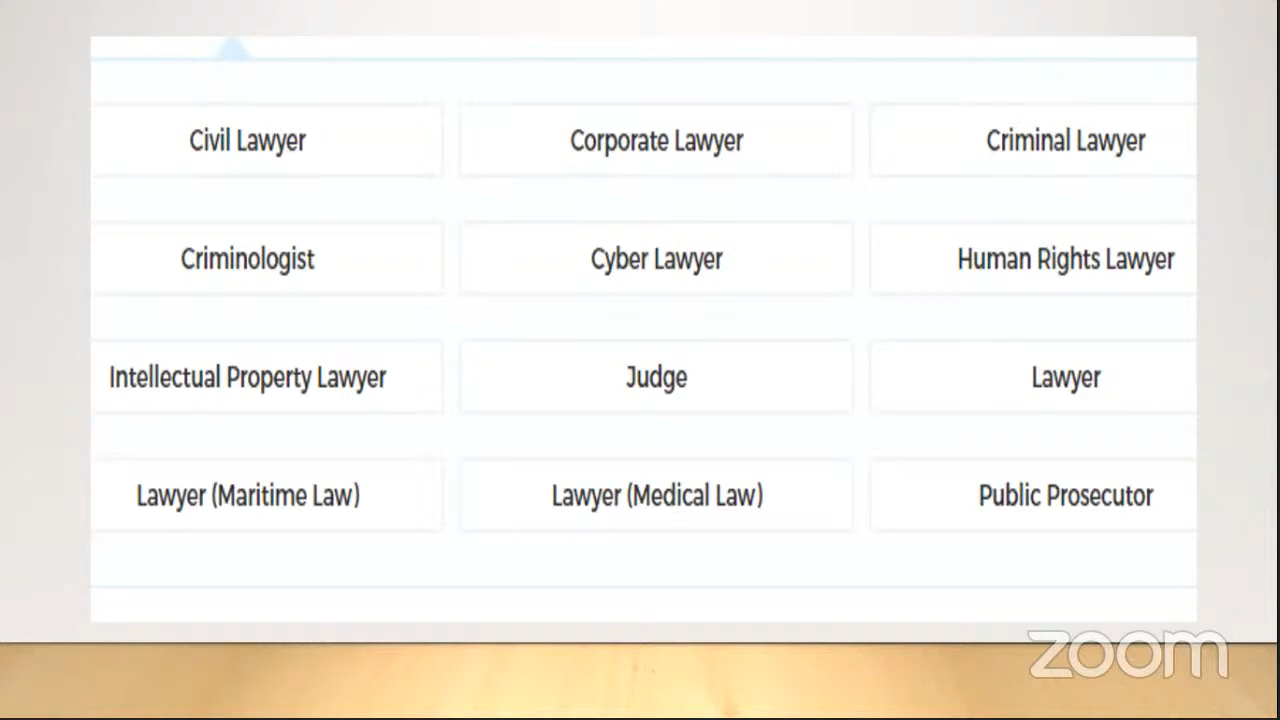 Civil Lawyer
Corporate Lawyer
Criminal Lawyer
Criminologist
Cyber Lawyer
Human Rights Lawyer
Intellectual Property Lawyer
Judge
Lawyer
Lawyer (Maritime Law)
Lawyer (Medical Law)
Public Prosecutor
zoom